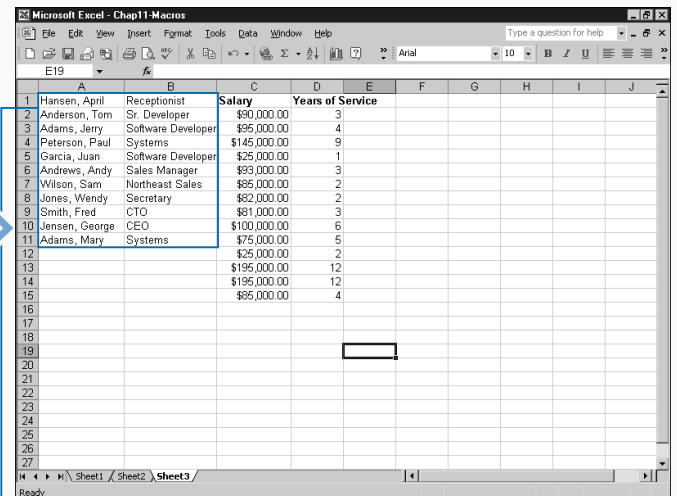 Microsoft Excel - Chap11-Macros
File Edit View Insert Format Tools Data Window Help Type a question for help
Arial 10 B I U
E19 fx
A B C D E F G H I J
1 Hansen, April Receptionist Salary Years of Service
2 Anderson, Tom Sr. Developer $90,000.00 3
3 Adams, Jerry Software Developer $95,000.00 4
4 Peterson, Paul Systems $145,000.00 9
5 Garcia, Juan Software Developer $25,000.00 1
6 Andrews, Andy Sales Manager $93,000.00 3
7 Wilson, Sam Northeast Sales $85,000.00 2
8 Jones, Wendy Secretary $82,000.00 2
9 Smith, Fred CTO $81,000.00 3
10 Jensen, George CEO $100,000.00 6
11 Adams, Mary Systems $75,000.00 5
12 $25,000.00 2
13 $195,000.00 12
14 $195,000.00 12
15 $85,000.00 4
16
17
18
19
20
21
22
23
24
25
26
27
Sheet1 Sheet2 Sheet3
Ready